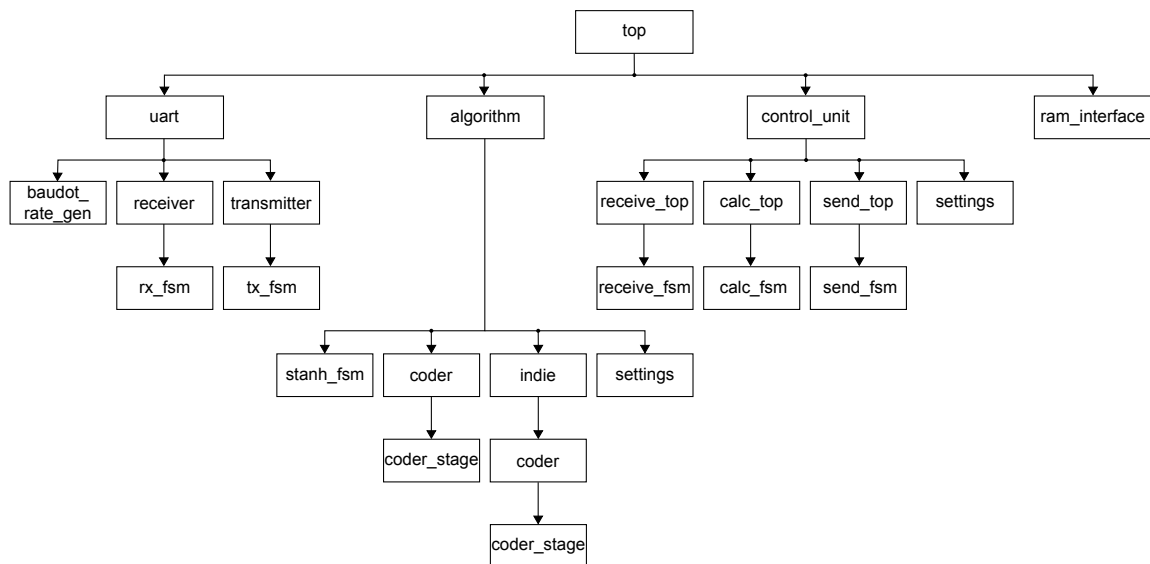 top
uart
algorithm
control_unit
ram_interface
baudot_
rate_gen
receiver
transmitter
receive_top
calc_top
send_top
settings
rx_fsm
tx_fsm
receive_fsm
calc_fsm
send_fsm
stanh_fsm
coder
indie
settings
coder_stage
coder
coder_stage